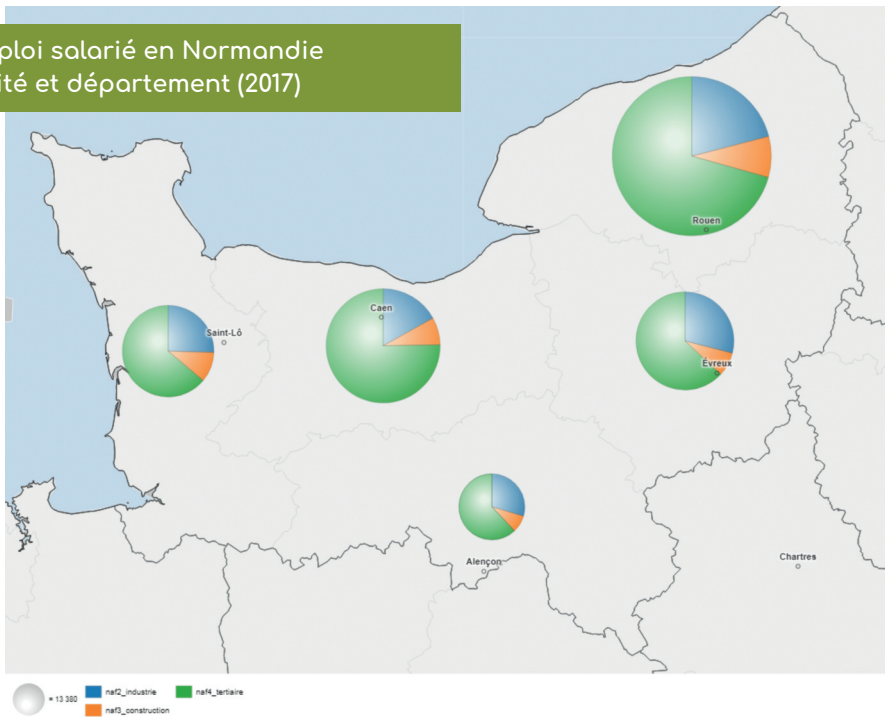 ploi salarié en Normandie
ité et département (2017)
Rouen
Caen
Saint-Lô
Évreux
Alençon
Chartres
= 13 380
naf2_industrie
naf4_tertiaire
naf3_construction